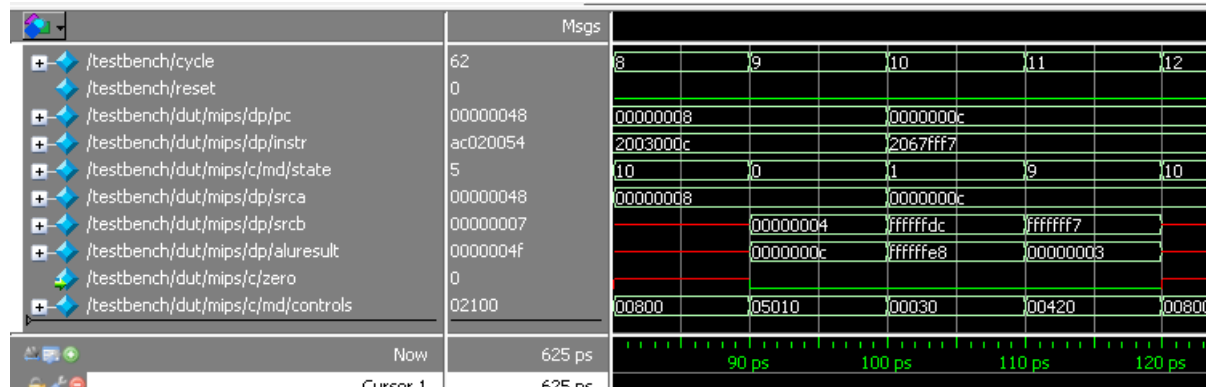 Msgs
/testbench/cycle 62 8 9 10 11 12
/testbench/reset 0
/testbench/dut/mips/dp/pc 00000048 00000008 0000000c
/testbench/dut/mips/dp/instr ac020054 2003000c 2067fff7
/testbench/dut/mips/c/md/state 5 10 0 1 9 10
/testbench/dut/mips/dp/srca 00000048 00000008 0000000c
/testbench/dut/mips/dp/srcb 00000007 00000004 ffffffdc fffffff7
/testbench/dut/mips/dp/aluresult 0000004f 0000000c ffffffe8 00000003
/testbench/dut/mips/c/zero 0
/testbench/dut/mips/c/md/controls 02100 00800 05010 00030 00420 00800
Now 625 ps 90 ps 100 ps 110 ps 120 ps
Cursor 1 625 ps